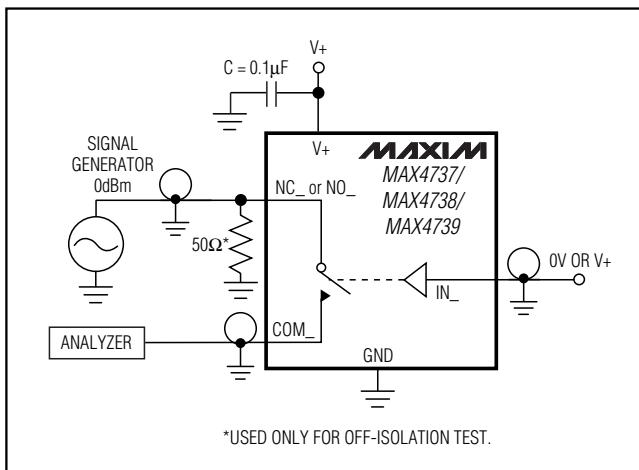 V+
C = 0.1µF
V+
MAXIM
SIGNAL
GENERATOR
0dBm
MAX4737/
MAX4738/
MAX4739
NC_ or NO_
50Ω*
0V OR V+
IN_
COM_
ANALYZER
GND
*USED ONLY FOR OFF-ISOLATION TEST.